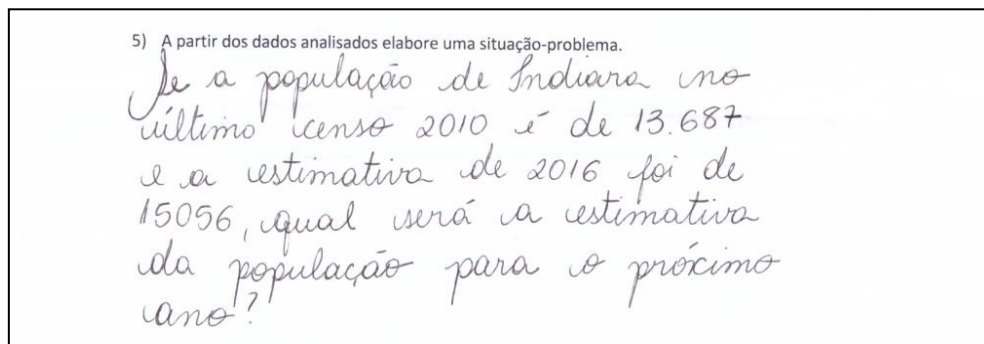 5) A partir dos dados analisados elabore uma situação-problema.
Se a população de Indiara no
último censo 2010 é de 13.687
e a estimativa de 2016 foi de
15056, qual será a estimativa
da população para o próximo
ano?